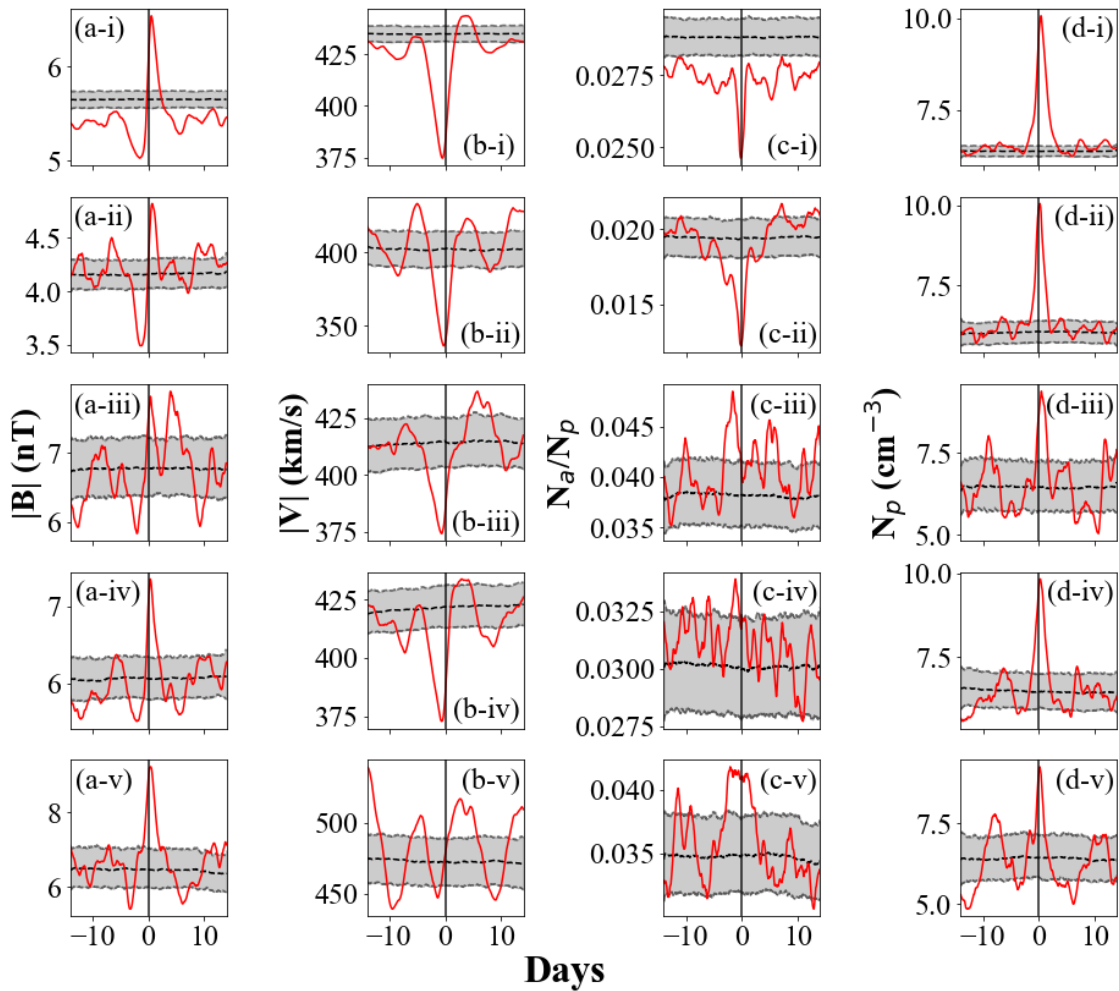 (a-i) (b-i) (c-i) (d-i)
6 5
425 400 375
0.0275 0.0250
10.0 7.5
(a-ii) (b-ii) (c-ii) (d-ii)
4.5 4.0 3.5
400 350
0.020 0.015
10.0 7.5
(a-iii) (b-iii) (c-iii) (d-iii)
7 6
425 400 375
0.045 0.040 0.035
7.5 5.0
|B| (nT)
|V| (km/s)
N_a/N_p
N_p (cm⁻³)
(a-iv) (b-iv) (c-iv) (d-iv)
7 6
425 400 375
0.0325 0.0300 0.0275
10.0 7.5
(a-v) (b-v) (c-v) (d-v)
8 6
500 450
0.040 0.035
7.5 5.0
−10 0 10 −10 0 10 −10 0 10 −10 0 10
Days